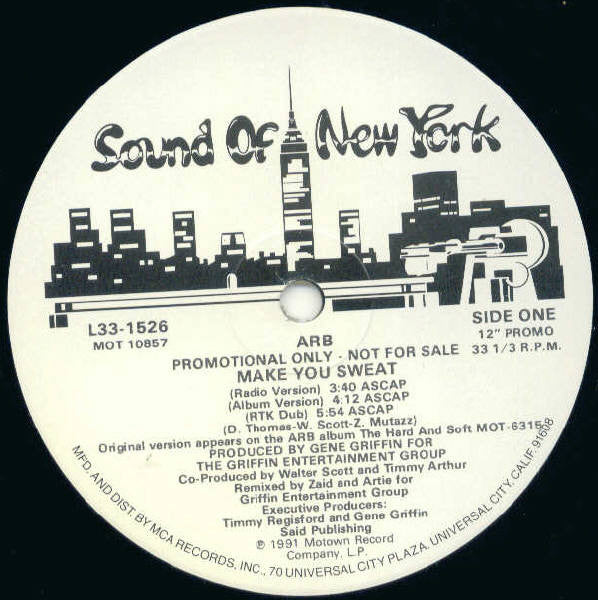 Sound Of New York
L33-1526
MOT 10857
SIDE ONE
12" PROMO
33 1/3 R.P.M.
ARB
PROMOTIONAL ONLY - NOT FOR SALE
MAKE YOU SWEAT
(Radio Version) 3:40 ASCAP
(Album Version) 4:12 ASCAP
(RTK Dub) 5:54 ASCAP
(D. Thomas-W. Scott-Z. Mutazz)
Original version appears on the ARB album The Hard And Soft MOT-6315
PRODUCED BY GENE GRIFFIN FOR
THE GRIFFIN ENTERTAINMENT GROUP
Co-Produced by Walter Scott and Timmy Arthur
Remixed by Zaid and Artie for
Griffin Entertainment Group
Executive Producers:
Timmy Regisford and Gene Griffin
Said Publishing
℗ 1991 Motown Record
Company, L.P.
MFD. AND DIST. BY MCA RECORDS, INC., 70 UNIVERSAL CITY PLAZA, UNIVERSAL CITY, CALIF. 91608